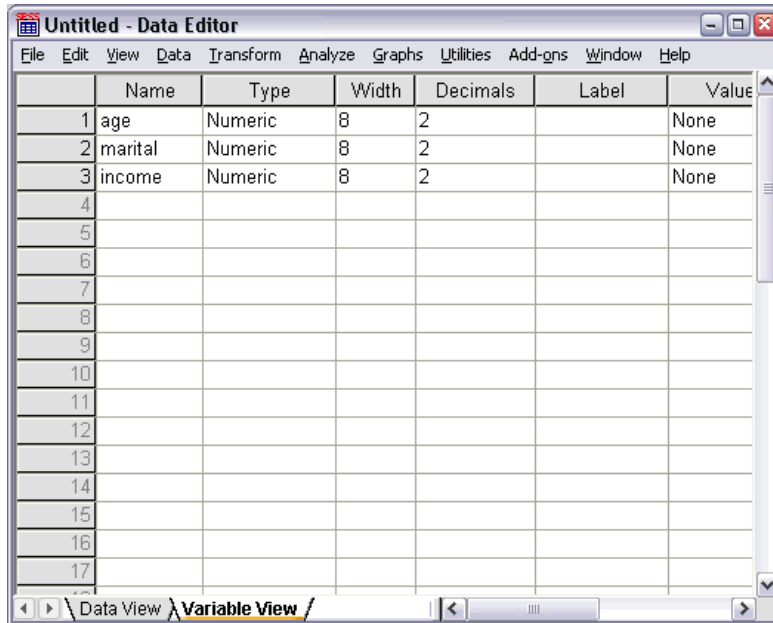 Untitled - Data Editor
File Edit View Data Transform Analyze Graphs Utilities Add-ons Window Help
Name Type Width Decimals Label Value
1 age Numeric 8 2 None
2 marital Numeric 8 2 None
3 income Numeric 8 2 None
4
5
6
7
8
9
10
11
12
13
14
15
16
17
Data View Variable View